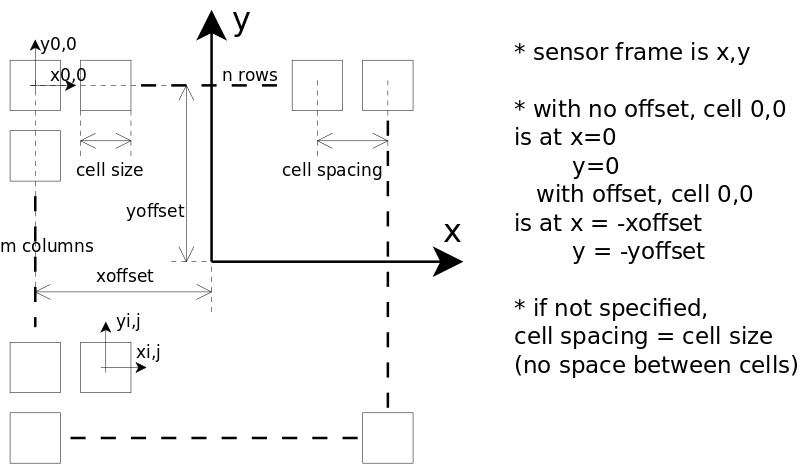 y
y0,0
x0,0
n rows
cell size
cell spacing
yoffset
x
m columns
xoffset
yi,j
xi,j
* sensor frame is x,y
* with no offset, cell 0,0
is at x=0
y=0
with offset, cell 0,0
is at x = -xoffset
y = -yoffset
* if not specified,
cell spacing = cell size
(no space between cells)